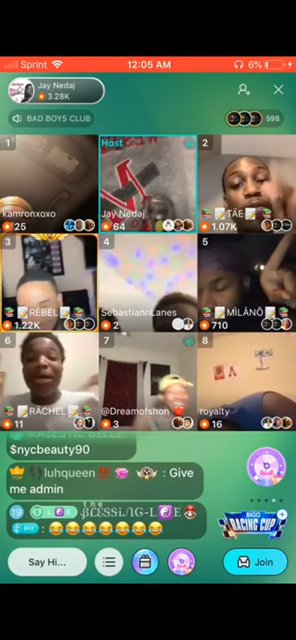 Sprint
12:05 AM
6%
Jay Nedaj
3.28K
BAD BOYS CLUB
598
1
kamronxoxo
25
Host
Jay Nedaj
64
2
TÄE
1.07K
3
REBEL
1.22K
4
SebastiannLanes
2
5
MÌLÀNÕ
710
6
RACHEL
11
7
@Dreamofshon
3
8
royalty
16
$nycbeauty90
luhqueen 💯 : Give
me admin
19
: 😂😂😂😂😂😂😂
Say Hi...
BIGO
RACING CUP
Join